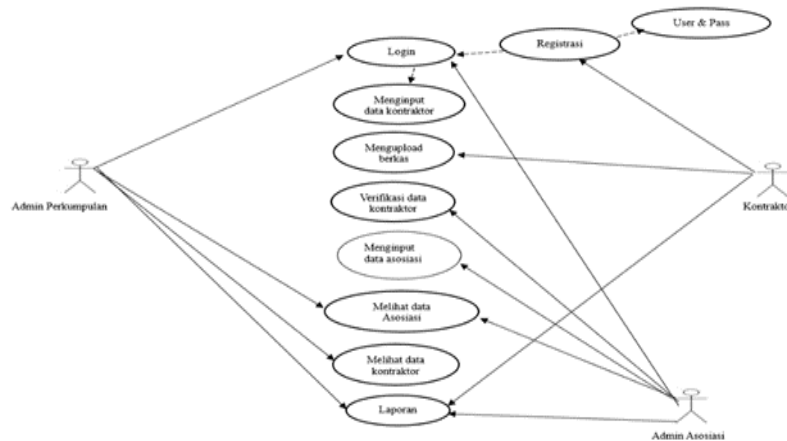 User & Pass
Login
Registrasi
Menginput
data kontraktor
Mengupload
berkas
Verifikasi data
kontraktor
Menginput
data asosiasi
Melihat data
Asosiasi
Melihat data
kontraktor
Laporan
Admin Perkumpulan
Kontrakto
Admin Asosiasi